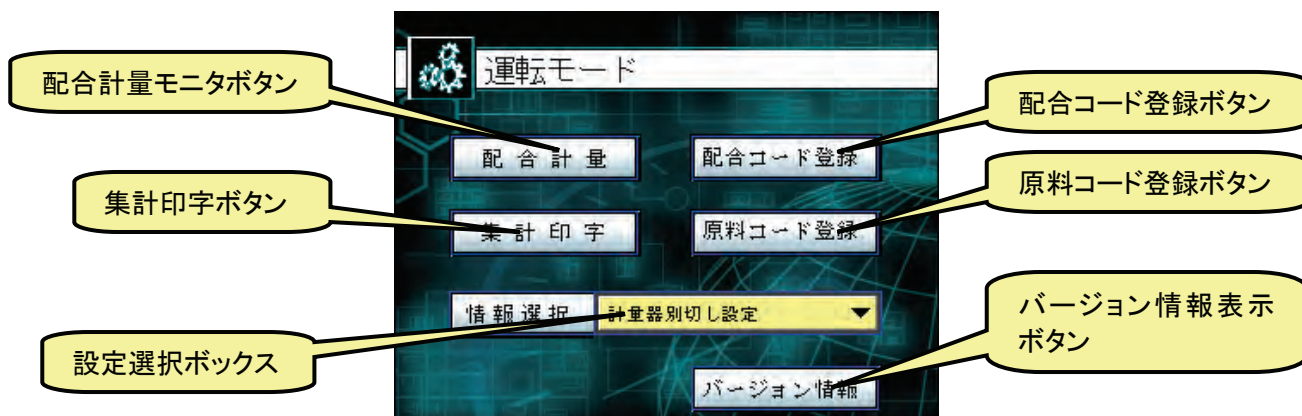 運転モード
配合計量モニタボタン
配合コード登録ボタン
配合計量
配合コード登録
集計印字ボタン
原料コード登録ボタン
集計印字
原料コード登録
情報選択
計量器別切し設定
▼
設定選択ボックス
バージョン情報表示
ボタン
バージョン情報